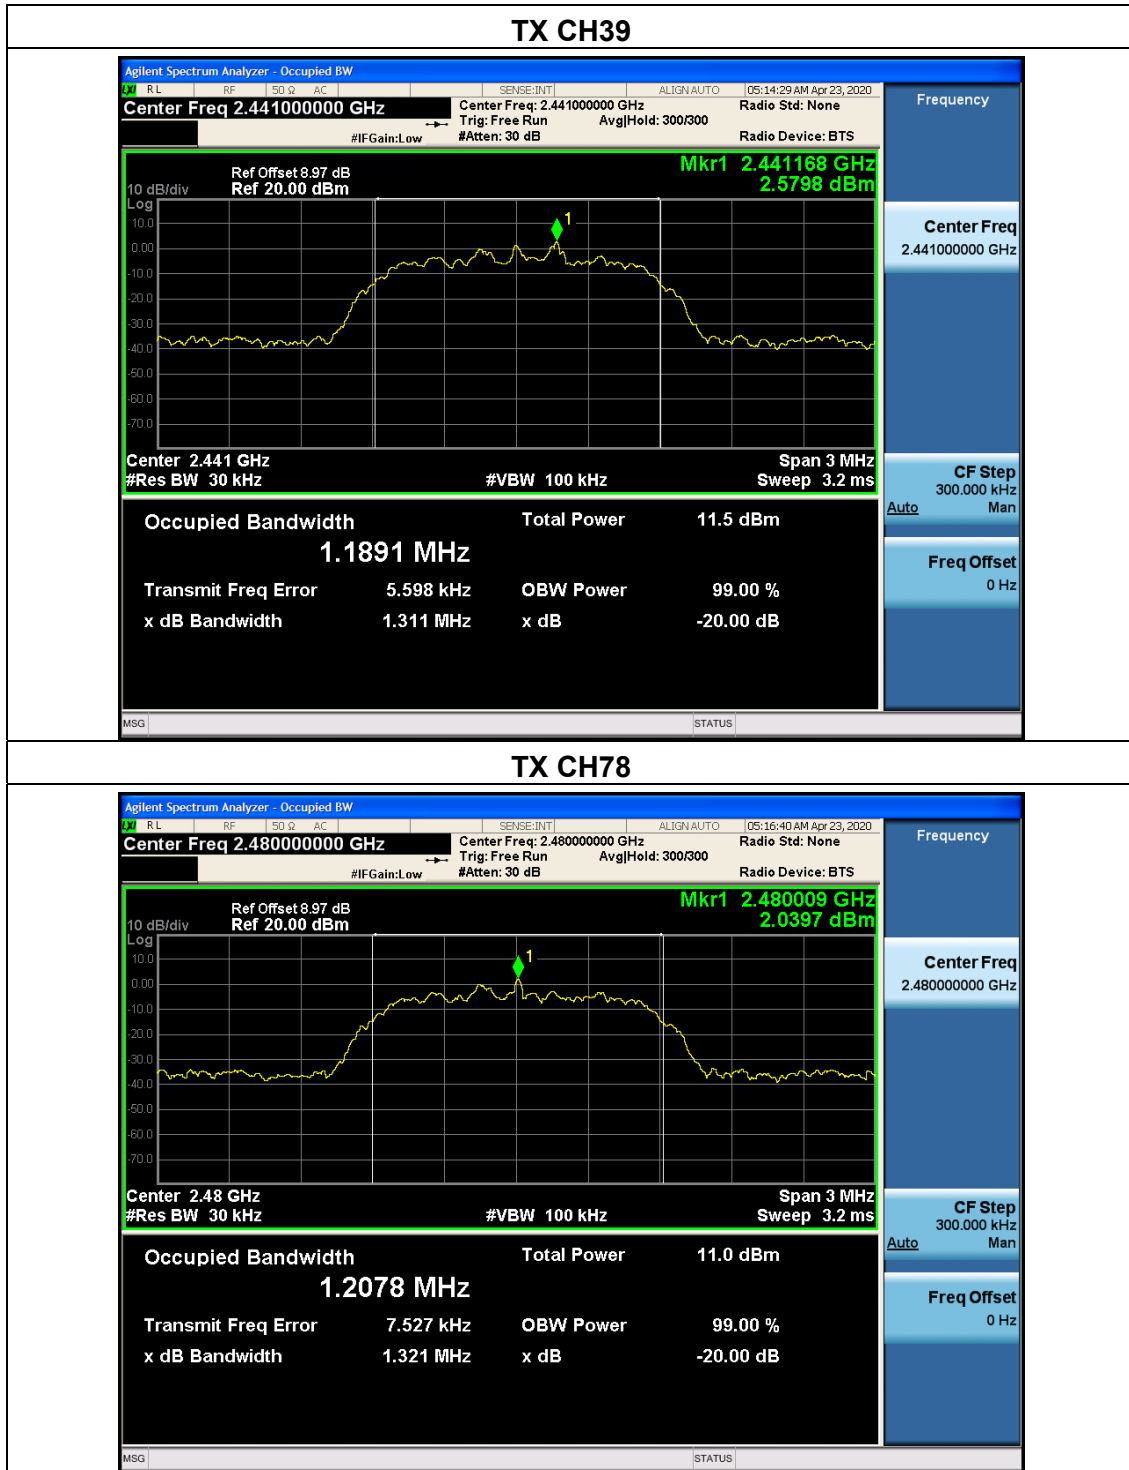 TX CH39
Agilent Spectrum Analyzer - Occupied BW
LXI RL RF 50 Ω AC SENSE:INT ALIGN AUTO 05:14:29 AM Apr 23, 2020
Center Freq 2.441000000 GHz Center Freq: 2.441000000 GHz Radio Std: None
Trig: Free Run Avg|Hold: 300/300
#IFGain:Low #Atten: 30 dB Radio Device: BTS
Frequency
Mkr1 2.441168 GHz
2.5798 dBm
Ref Offset 8.97 dB
10 dB/div Ref 20.00 dBm
Log
10.0
0.00
-10.0
-20.0
-30.0
-40.0
-50.0
-60.0
-70.0
1
Center 2.441 GHz Span 3 MHz
#Res BW 30 kHz #VBW 100 kHz Sweep 3.2 ms
Center Freq
2.441000000 GHz
CF Step
300.000 kHz
Auto Man
Freq Offset
0 Hz
Occupied Bandwidth Total Power 11.5 dBm
1.1891 MHz
Transmit Freq Error 5.598 kHz OBW Power 99.00 %
x dB Bandwidth 1.311 MHz x dB -20.00 dB
MSG STATUS
TX CH78
Agilent Spectrum Analyzer - Occupied BW
LXI RL RF 50 Ω AC SENSE:INT ALIGN AUTO 05:16:40 AM Apr 23, 2020
Center Freq 2.480000000 GHz Center Freq: 2.480000000 GHz Radio Std: None
Trig: Free Run Avg|Hold: 300/300
#IFGain:Low #Atten: 30 dB Radio Device: BTS
Frequency
Mkr1 2.480009 GHz
2.0397 dBm
Ref Offset 8.97 dB
10 dB/div Ref 20.00 dBm
Log
10.0
0.00
-10.0
-20.0
-30.0
-40.0
-50.0
-60.0
-70.0
1
Center 2.48 GHz Span 3 MHz
#Res BW 30 kHz #VBW 100 kHz Sweep 3.2 ms
Center Freq
2.480000000 GHz
CF Step
300.000 kHz
Auto Man
Freq Offset
0 Hz
Occupied Bandwidth Total Power 11.0 dBm
1.2078 MHz
Transmit Freq Error 7.527 kHz OBW Power 99.00 %
x dB Bandwidth 1.321 MHz x dB -20.00 dB
MSG STATUS